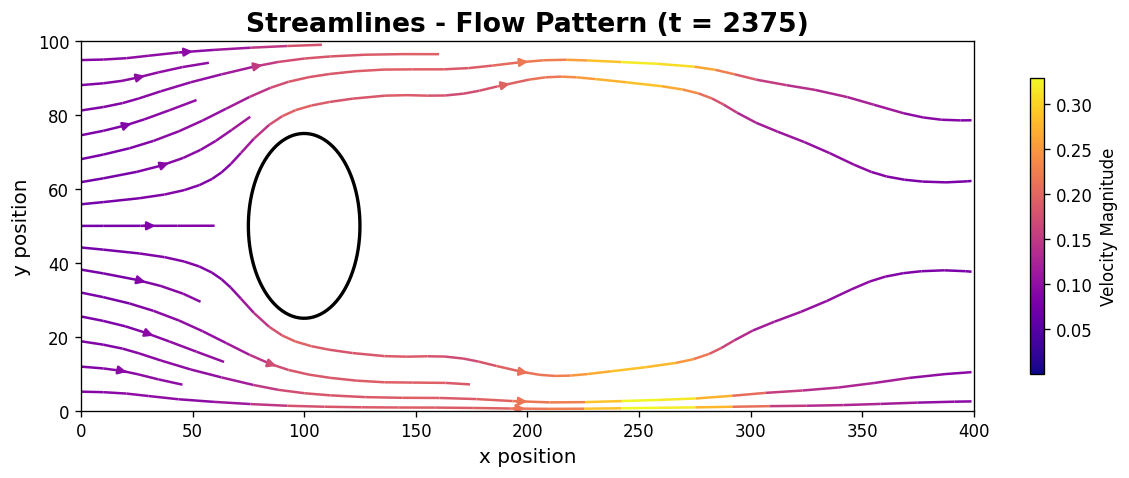 Streamlines - Flow Pattern (t = 2375)
100
80
60
40
20
0
y position
0 50 100 150 200 250 300 350 400
x position
0.30
0.25
0.20
0.15
0.10
0.05
Velocity Magnitude